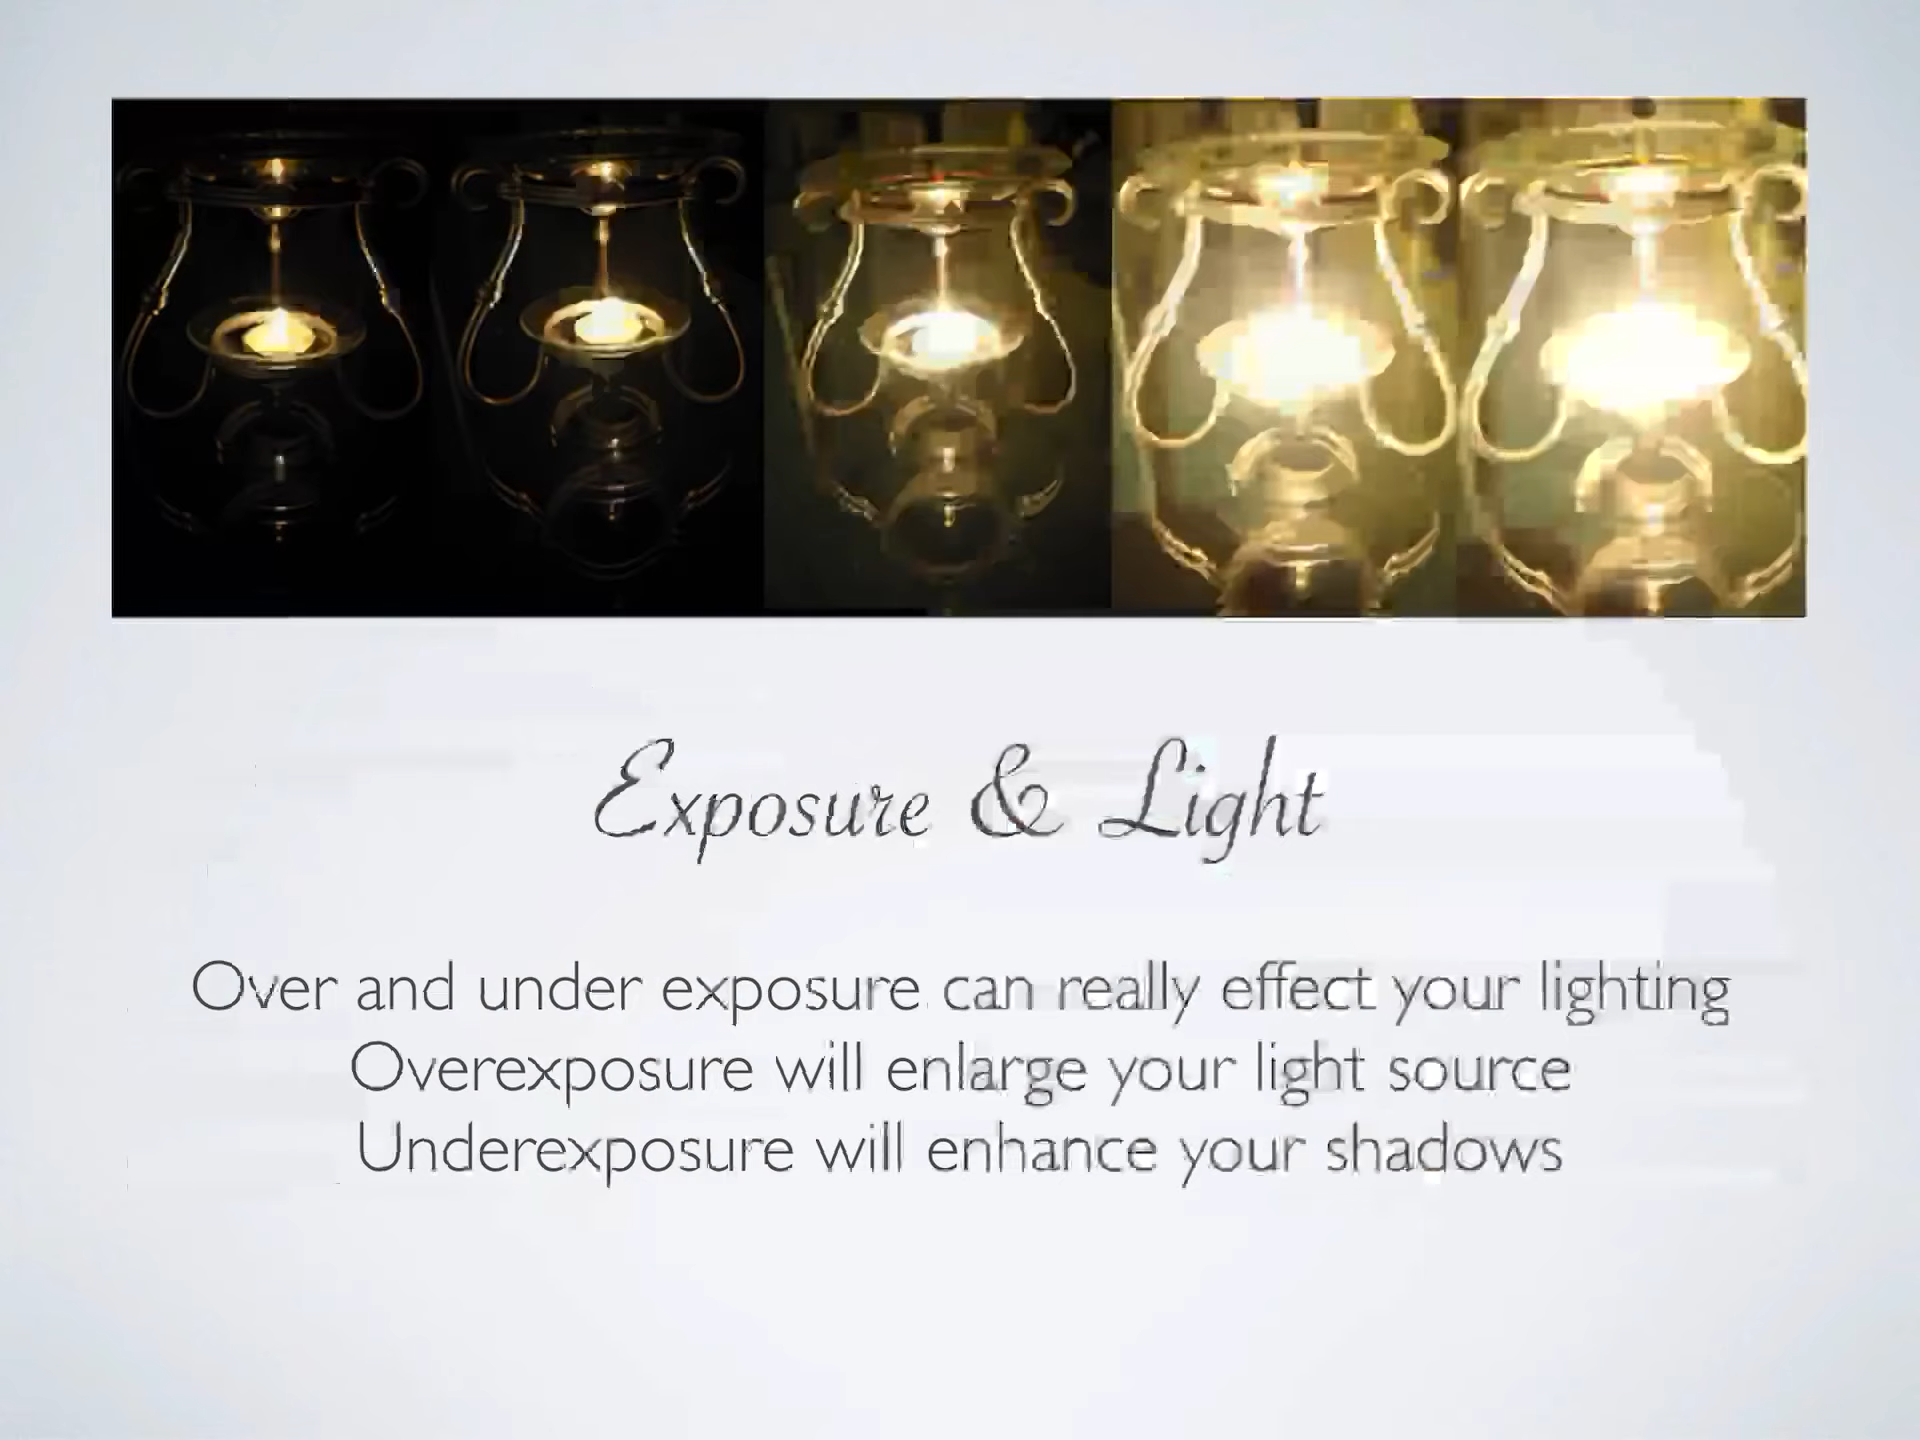 Exposure & Light
Over and under exposure can really effect your lighting
Overexposure will enlarge your light source
Underexposure will enhance your shadows